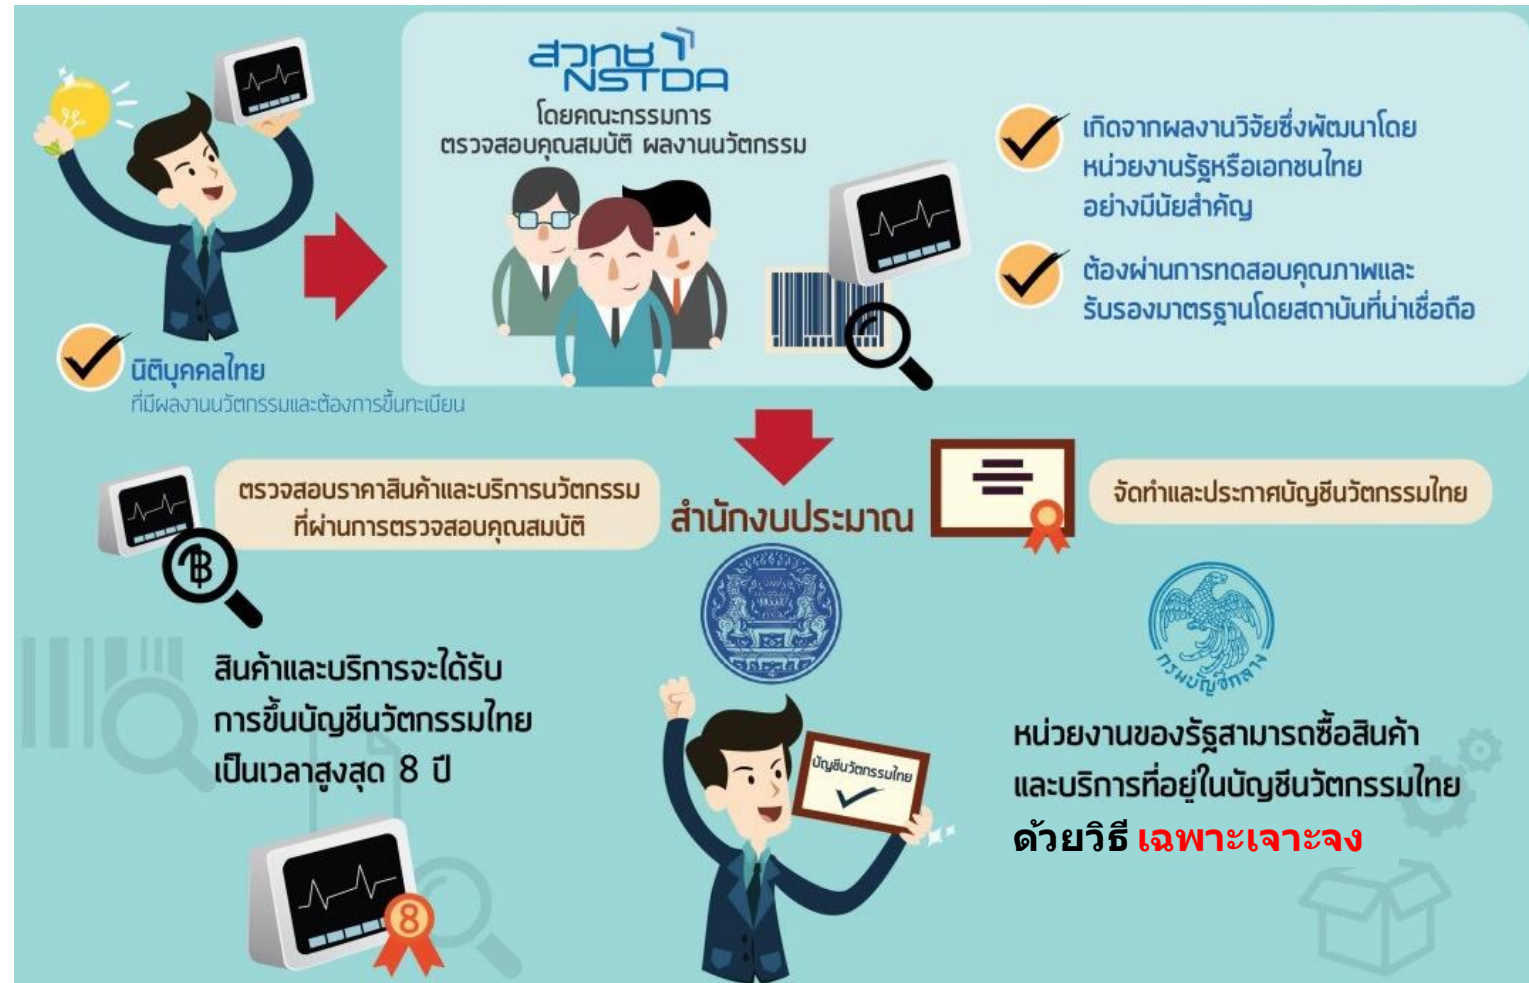 สวทช
NSTDA
โดยคณะกรรมการ
ตรวจสอบคุณสมบัติ ผลงานนวัตกรรม
เกิดจากผลงานวิจัยซึ่งพัฒนาโดย
หน่วยงานรัฐหรือเอกชนไทย
อย่างมีนัยสำคัญ
ต้องผ่านการทดสอบคุณภาพและ
รับรองมาตรฐานโดยสถาบันที่น่าเชื่อถือ
นิติบุคคลไทย
ที่มีผลงานนวัตกรรมและต้องการขึ้นทะเบียน
ตรวจสอบราคาสินค้าและบริการนวัตกรรม
ที่ผ่านการตรวจสอบคุณสมบัติ
สำนักงบประมาณ
จัดทำและประกาศบัญชีนวัตกรรมไทย
฿
กรมบัญชีกลาง
สินค้าและบริการจะได้รับ
การขึ้นบัญชีนวัตกรรมไทย
เป็นเวลาสูงสุด 8 ปี
8
บัญชีนวัตกรรมไทย
หน่วยงานของรัฐสามารถซื้อสินค้า
และบริการที่อยู่ในบัญชีนวัตกรรมไทย
ด้วยวิธี เฉพาะเจาะจง